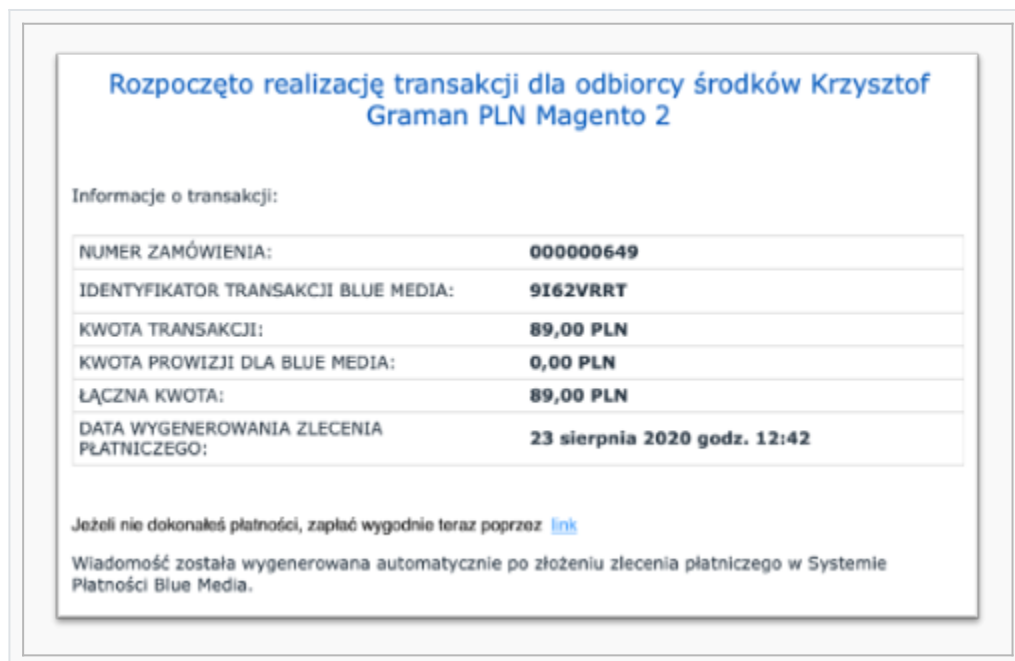 Rozpoczęto realizację transakcji dla odbiorcy środków Krzysztof
Graman PLN Magento 2
Informacje o transakcji:
NUMER ZAMÓWIENIA: 000000649
IDENTYFIKATOR TRANSAKCJI BLUE MEDIA: 9I62VRRT
KWOTA TRANSAKCJI: 89,00 PLN
KWOTA PROWIZJI DLA BLUE MEDIA: 0,00 PLN
ŁĄCZNA KWOTA: 89,00 PLN
DATA WYGENEROWANIA ZLECENIA
PŁATNICZEGO: 23 sierpnia 2020 godz. 12:42
Jeżeli nie dokonałeś płatności, zapłać wygodnie teraz poprzez link
Wiadomość została wygenerowana automatycznie po złożeniu zlecenia płatniczego w Systemie
Płatności Blue Media.